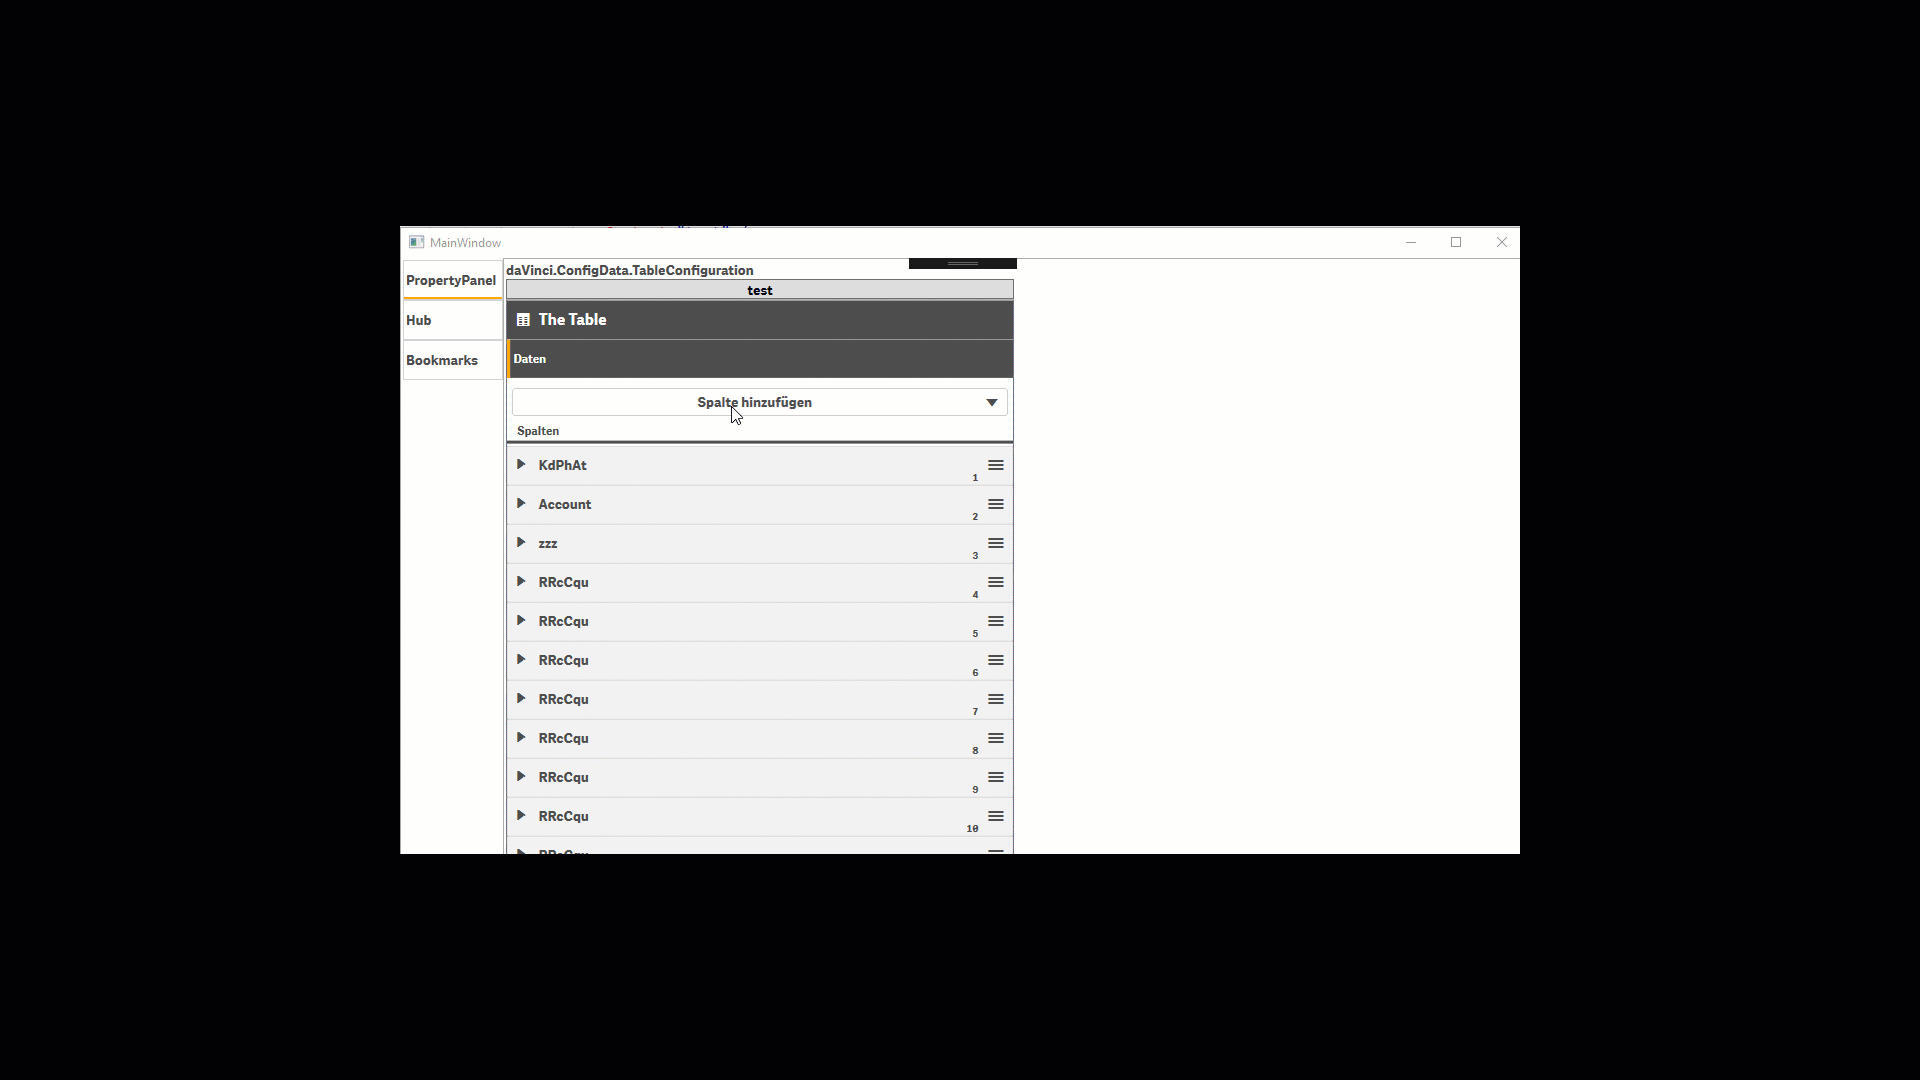 MainWindow
PropertyPanel
Hub
Bookmarks
daVinci.ConfigData.TableConfiguration
test
The Table
Daten
Spalte hinzufügen
Spalten
KdPhAt 1
Account 2
zzz 3
RRcCqu 4
RRcCqu 5
RRcCqu 6
RRcCqu 7
RRcCqu 8
RRcCqu 9
RRcCqu 10